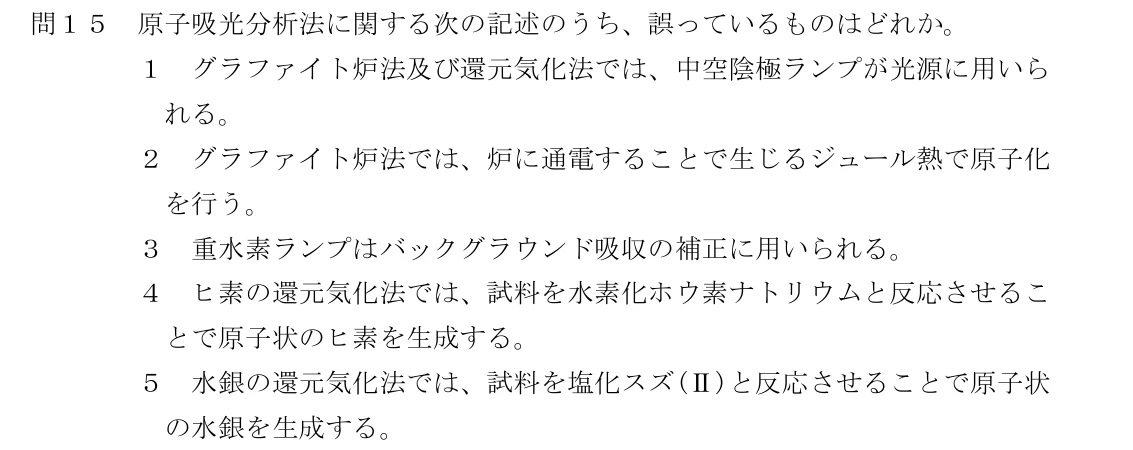 問１５　原子吸光分析法に関する次の記述のうち、誤っているものはどれか。
１　グラファイト炉法及び還元気化法では、中空陰極ランプが光源に用いら
れる。
２　グラファイト炉法では、炉に通電することで生じるジュール熱で原子化
を行う。
３　重水素ランプはバックグラウンド吸収の補正に用いられる。
４　ヒ素の還元気化法では、試料を水素化ホウ素ナトリウムと反応させるこ
とで原子状のヒ素を生成する。
５　水銀の還元気化法では、試料を塩化スズ(Ⅱ)と反応させることで原子状
の水銀を生成する。